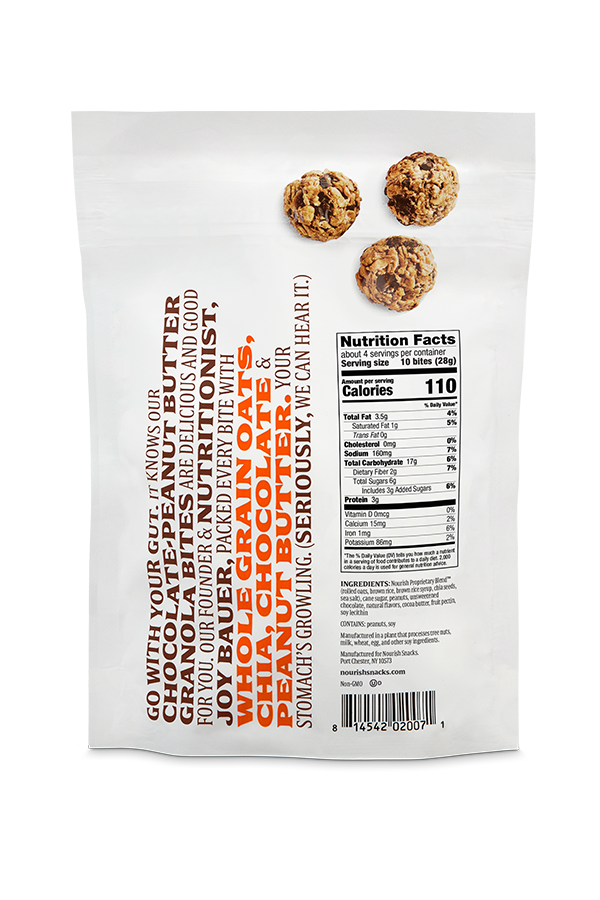 GO WITH YOUR GUT. IT KNOWS OUR
CHOCOLATE-PEANUT BUTTER
GRANOLA BITES ARE DELICIOUS AND GOOD
FOR YOU. OUR FOUNDER & NUTRITIONIST,
JOY BAUER, PACKED EVERY BITE WITH
WHOLE GRAIN OATS,
CHIA, CHOCOLATE &
PEANUT BUTTER. YOUR
STOMACH'S GROWLING. (SERIOUSLY, WE CAN HEAR IT.)
Nutrition Facts
about 4 servings per container
Serving size 10 bites (28g)
Amount per serving
Calories 110
% Daily Value*
Total Fat 3.5g 4%
Saturated Fat 1g 5%
Trans Fat 0g
Cholesterol 0mg 0%
Sodium 160mg 7%
Total Carbohydrate 17g 6%
Dietary Fiber 2g 7%
Total Sugars 6g
Includes 3g Added Sugars 6%
Protein 3g
Vitamin D 0mcg 0%
Calcium 15mg 2%
Iron 1mg 6%
Potassium 86mg 2%
*The % Daily Value (DV) tells you how much a nutrient
in a serving of food contributes to a daily diet. 2,000
calories a day is used for general nutrition advice.
INGREDIENTS: Nourish Proprietary Blend™
(rolled oats, brown rice, brown rice syrup, chia seeds,
sea salt), cane sugar, peanuts, unsweetened
chocolate, natural flavors, cocoa butter, fruit pectin,
soy lecithin
CONTAINS: peanuts, soy
Manufactured in a plant that processes tree nuts,
milk, wheat, egg, and other soy ingredients.
Manufactured for Nourish Snacks.
Port Chester, NY 10573
nourishsnacks.com
Non-GMO
8 14542 02007 1